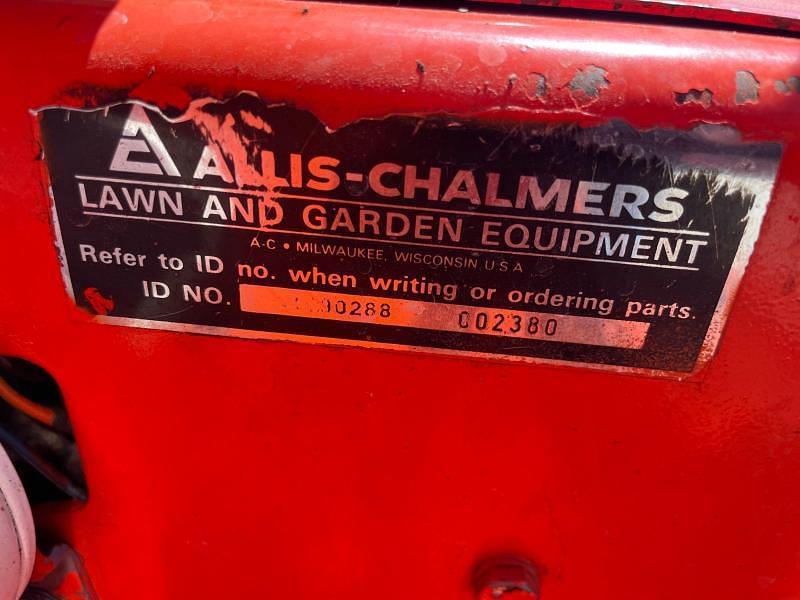 ALLIS-CHALMERS
LAWN AND GARDEN EQUIPMENT
A-C • MILWAUKEE, WISCONSIN U S A
Refer to ID no. when writing or ordering parts.
ID NO. 90288 002380